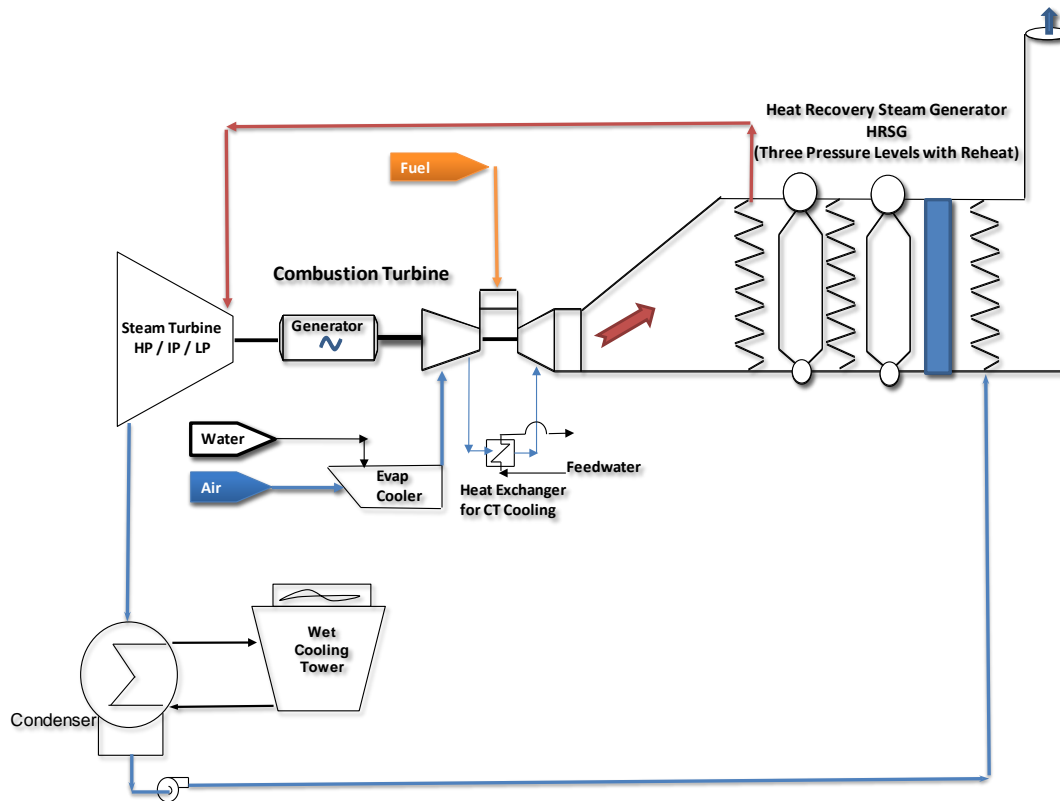 Heat Recovery Steam Generator
HRSG
(Three Pressure Levels with Reheat)
Fuel
Combustion Turbine
Steam Turbine
HP / IP / LP
Generator
Water
Air
Evap
Cooler
Feedwater
Heat Exchanger
for CT Cooling
Wet
Cooling
Tower
Condenser